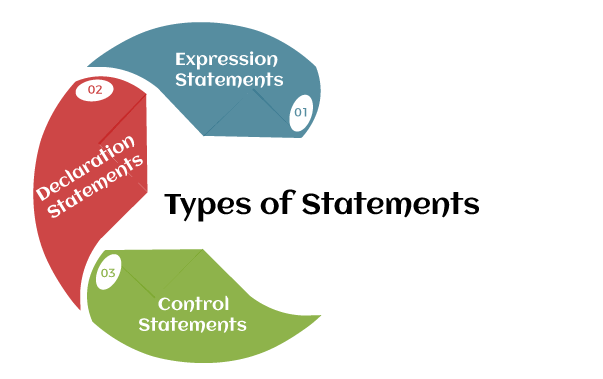 Expression
Statements
01
02
Declaration
Statements
Types of Statements
03
Control
Statements